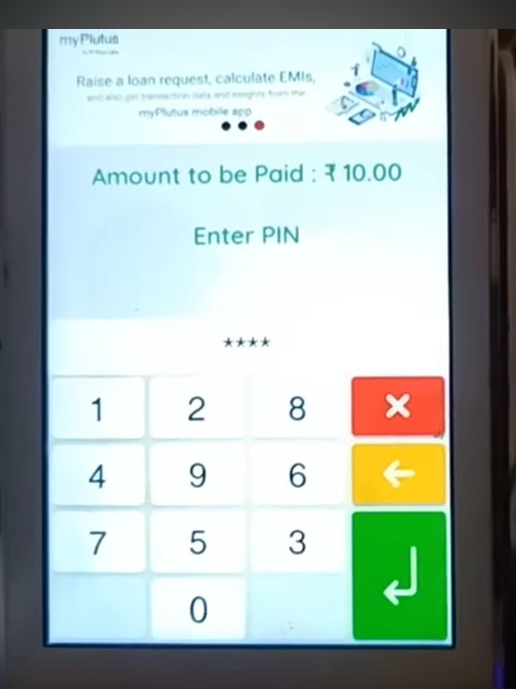 myPlutus
Raise a loan request, calculate EMIs,
and also get transaction data and insights from the
myPlutus mobile app
Amount to be Paid : ₹ 10.00
Enter PIN
****
1 2 8
4 9 6
7 5 3
0